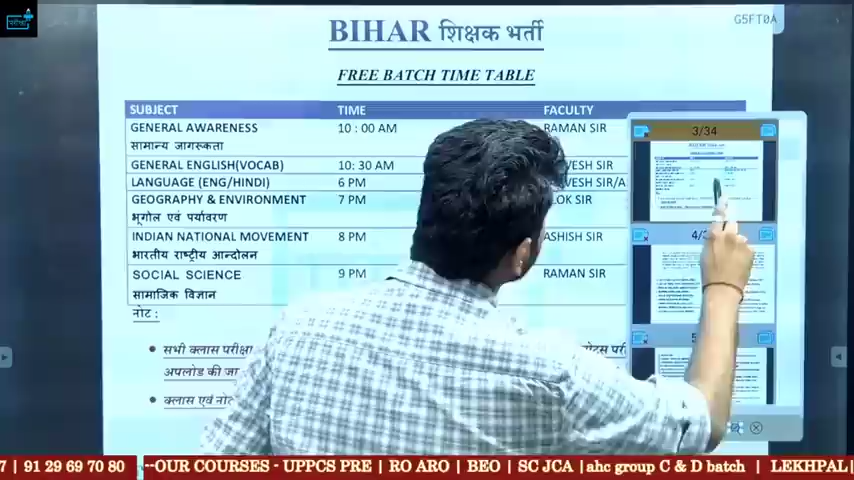 परीक्षा
G5FT0A
BIHAR शिक्षक भर्ती
FREE BATCH TIME TABLE
SUBJECT TIME FACULTY
GENERAL AWARENESS 10 : 00 AM RAMAN SIR
सामान्य जागरूकता
GENERAL ENGLISH(VOCAB) 10: 30 AM VESH SIR
LANGUAGE (ENG/HINDI) 6 PM VESH SIR/A
GEOGRAPHY & ENVIRONMENT 7 PM LOK SIR
भूगोल एवं पर्यावरण
INDIAN NATIONAL MOVEMENT 8 PM ASHISH SIR
भारतीय राष्ट्रीय आन्दोलन
SOCIAL SCIENCE 9 PM RAMAN SIR
सामाजिक विज्ञान
नोट :
सभी क्लास परीक्षा नोट्स परी
अपलोड की जा
क्लास एवं नोट
3/34
4/3
5
7 | 91 29 69 70 80 --OUR COURSES - UPPCS PRE | RO ARO | BEO | SC JCA |ahc group C & D batch | LEKHPAL|